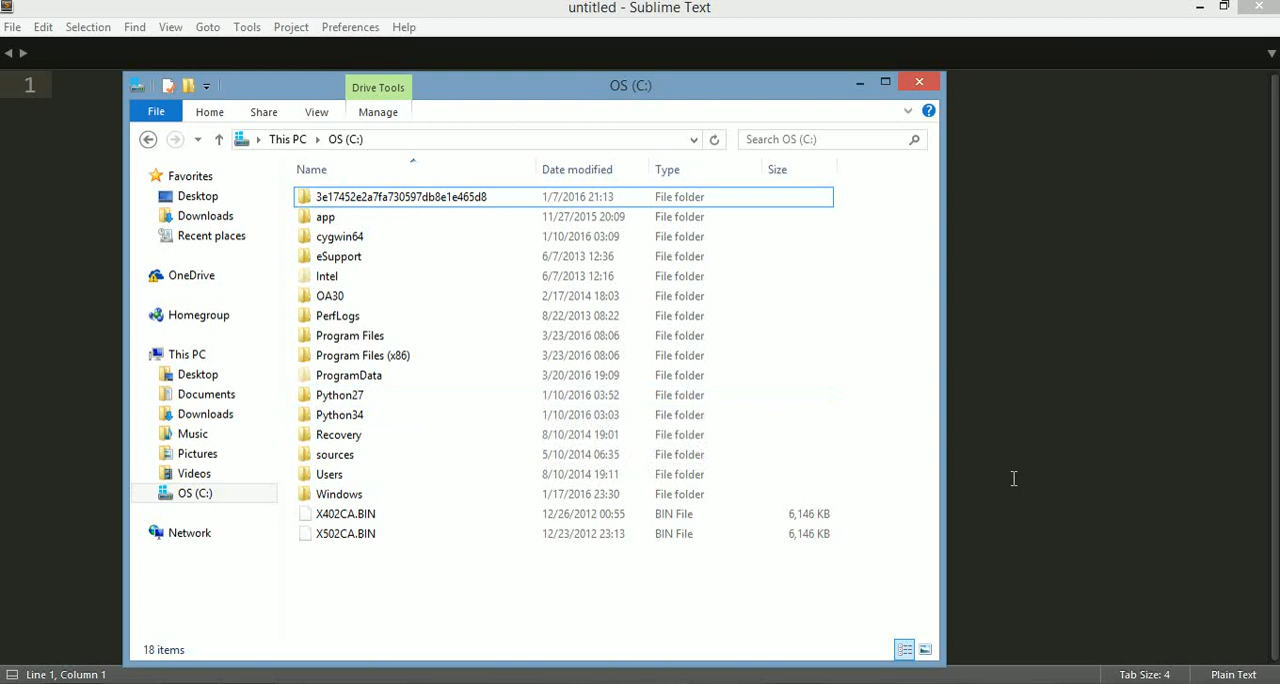 untitled - Sublime Text
File Edit Selection Find View Goto Tools Project Preferences Help
1
Drive Tools
OS (C:)
File Home Share View Manage
This PC OS (C:) Search OS (C:)
Name Date modified Type Size
Favorites
Desktop
Downloads
Recent places
OneDrive
Homegroup
This PC
Desktop
Documents
Downloads
Music
Pictures
Videos
OS (C:)
Network
3e17452e2a7fa730597db8e1e465d8 1/7/2016 21:13 File folder
app 11/27/2015 20:09 File folder
cygwin64 1/10/2016 03:09 File folder
eSupport 6/7/2013 12:36 File folder
Intel 6/7/2013 12:16 File folder
OA30 2/17/2014 18:03 File folder
PerfLogs 8/22/2013 08:22 File folder
Program Files 3/23/2016 08:06 File folder
Program Files (x86) 3/23/2016 08:06 File folder
ProgramData 3/20/2016 19:09 File folder
Python27 1/10/2016 03:52 File folder
Python34 1/10/2016 03:03 File folder
Recovery 8/10/2014 19:01 File folder
sources 5/10/2014 06:35 File folder
Users 8/10/2014 19:11 File folder
Windows 1/17/2016 23:30 File folder
X402CA.BIN 12/26/2012 00:55 BIN File 6,146 KB
X502CA.BIN 12/23/2012 23:13 BIN File 6,146 KB
18 items
Line 1, Column 1 Tab Size: 4 Plain Text